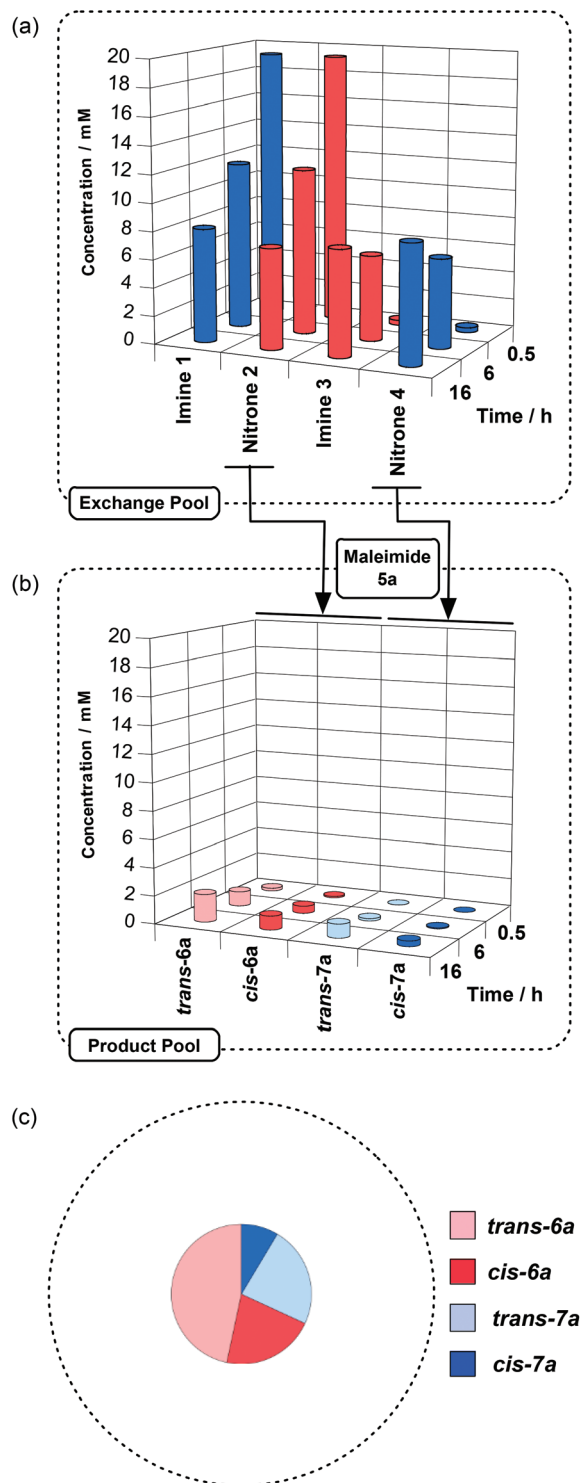 (a)
Concentration / mM
20
18
16
14
12
10
8
6
4
2
0
Imine 1
Nitrone 2
Imine 3
Nitrone 4
0.5
6
16
Time / h
Exchange Pool
Maleimide
5a
(b)
Concentration / mM
20
18
16
14
12
10
8
6
4
2
0
trans-6a
cis-6a
trans-7a
cis-7a
0.5
6
16
Time / h
Product Pool
(c)
trans-6a
cis-6a
trans-7a
cis-7a